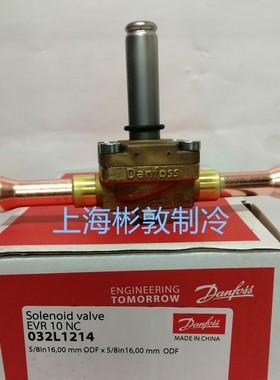 Danfoss
上海彬敦制冷
ENGINEERING
TOMORROW
Danfoss
Solenoid valve
EVR 10 NC
032L1214
MADE IN CHINA
5/8in16,00 mm ODF x 5/8in16,00 mm ODF